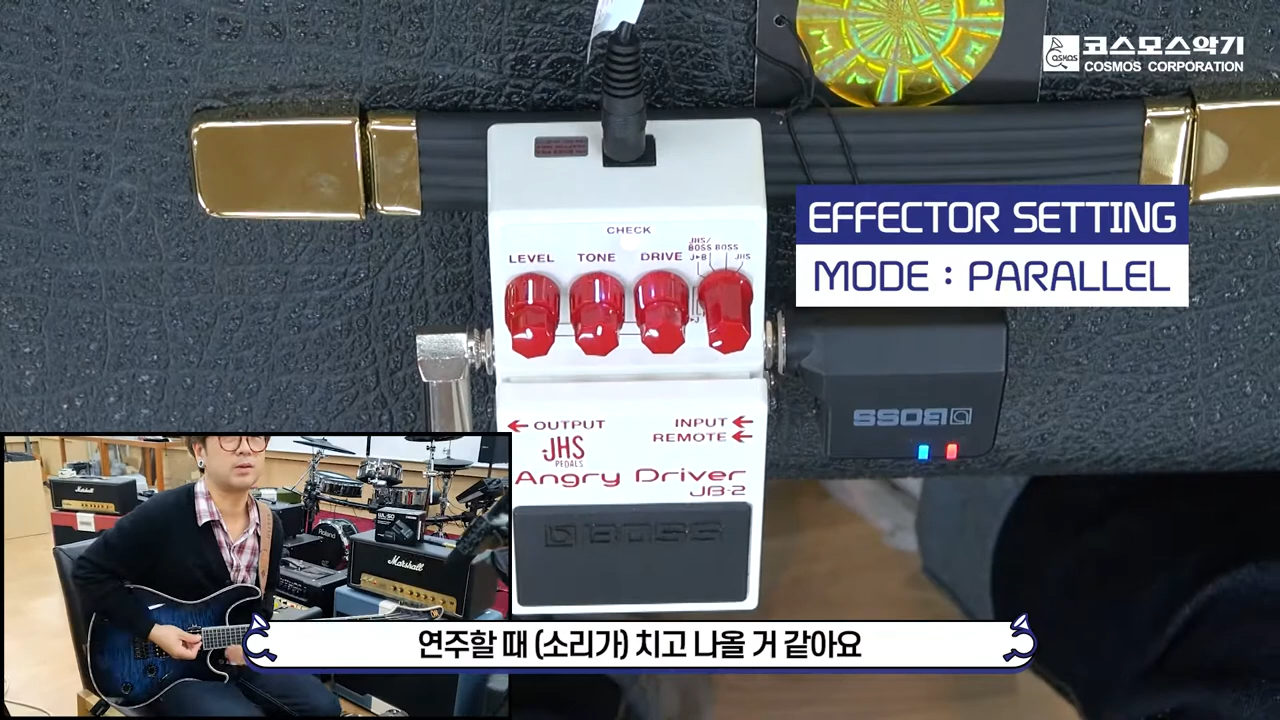 코스모스악기
COSMOS CORPORATION
EFFECTOR SETTING
MODE : PARALLEL
CHECK
LEVEL TONE DRIVE
JHS/
BOSS BOSS
J▸B JHS
OUTPUT
INPUT
REMOTE
JHS
PEDALS
Angry Driver
JB-2
BOSS
BOSS
Marshall
Marshall
Roland
연주할 때 (소리가) 치고 나올 거 같아요